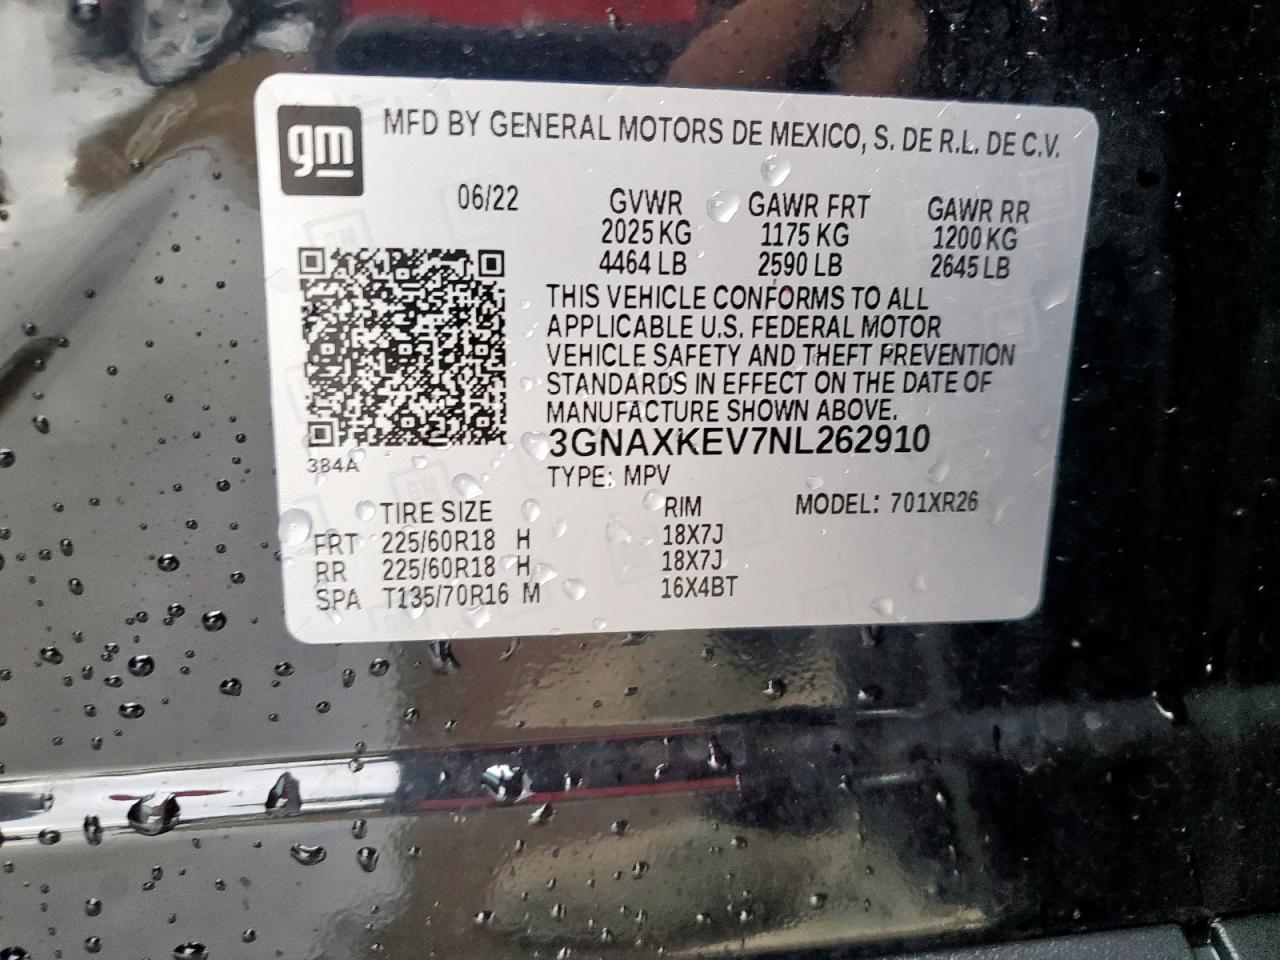 gm MFD BY GENERAL MOTORS DE MEXICO, S. DE R.L. DE C.V.
06/22 GVWR GAWR FRT GAWR RR
2025 KG 1175 KG 1200 KG
4464 LB 2590 LB 2645 LB
THIS VEHICLE CONFORMS TO ALL
APPLICABLE U.S. FEDERAL MOTOR
VEHICLE SAFETY AND THEFT PREVENTION
STANDARDS IN EFFECT ON THE DATE OF
MANUFACTURE SHOWN ABOVE.
3GNAXKEV7NL262910
3B4A
TYPE: MPV
TIRE SIZE RIM MODEL: 701XR26
FRT 225/60R18 H 18X7J
RR 225/60R18 H 18X7J
SPA T135/70R16 M 16X4BT